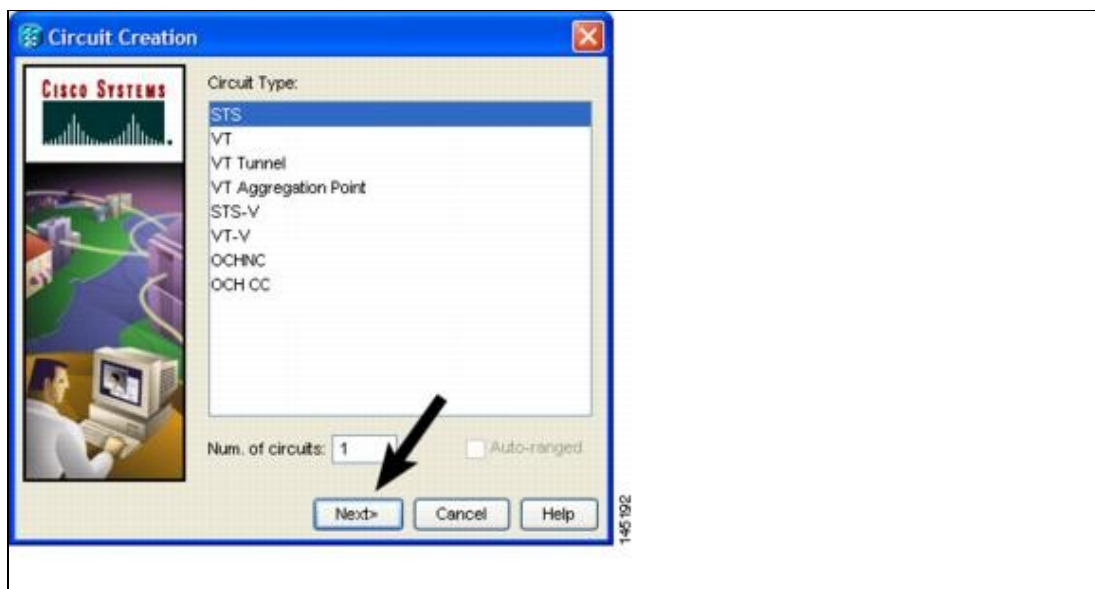 Circuit Creation
CISCO SYSTEMS
Circuit Type:
STS
VT
VT Tunnel
VT Aggregation Point
STS-V
VT-V
OCHNC
OCH CC
Num. of circuits: 1
Auto-ranged
Next>
Cancel
Help
145192